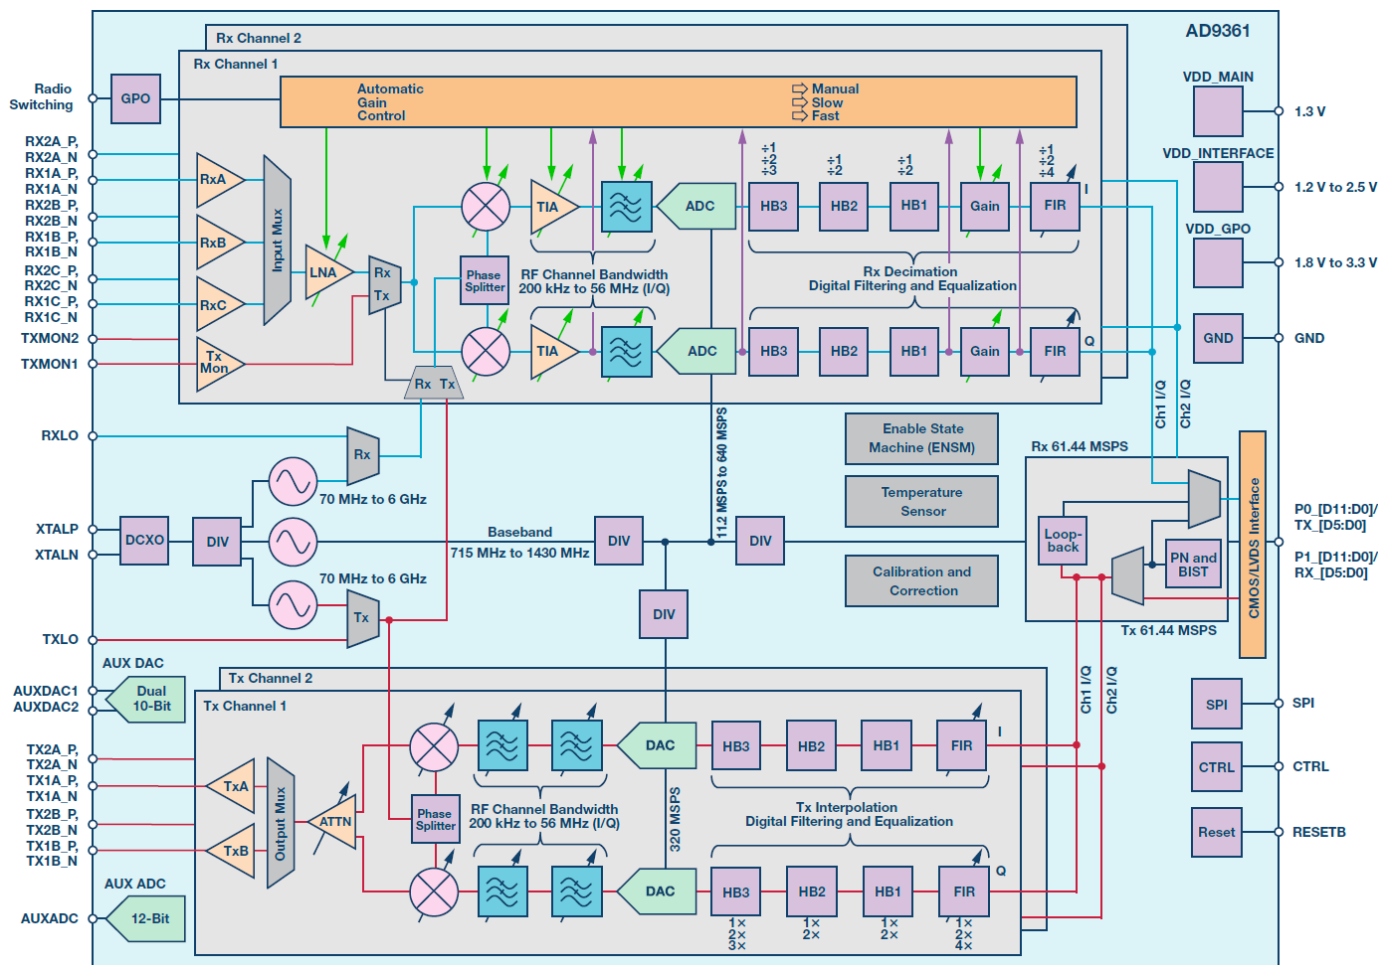 AD9361
Rx Channel 2
Rx Channel 1
Radio
Switching
GPO
Automatic
Gain
Control
Manual
Slow
Fast
VDD_MAIN
1.3 V
VDD_INTERFACE
1.2 V to 2.5 V
VDD_GPO
1.8 V to 3.3 V
GND
GND
RX2A_P,
RX2A_N
RX1A_P,
RX1A_N
RX2B_P,
RX2B_N
RX1B_P,
RX1B_N
RX2C_P,
RX2C_N
RX1C_P,
RX1C_N
TXMON2
TXMON1
RxA
RxB
RxC
Tx
Mon
Input Mux
LNA
Rx
Tx
Phase
Splitter
Rx Tx
TIA
ADC
÷1
÷2
÷3
HB3
÷1
÷2
HB2
÷1
÷2
HB1
Gain
÷1
÷2
÷4
FIR
I
RF Channel Bandwidth
200 kHz to 56 MHz (I/Q)
Rx Decimation
Digital Filtering and Equalization
TIA
ADC
HB3
HB2
HB1
Gain
FIR
Q
Ch1 I/Q
Ch2 I/Q
11.2 MSPS to 640 MSPS
RXLO
Rx
70 MHz to 6 GHz
XTALP
XTALN
DCXO
DIV
Baseband
715 MHz to 1430 MHz
DIV
DIV
DIV
70 MHz to 6 GHz
Tx
TXLO
Enable State
Machine (ENSM)
Temperature
Sensor
Calibration and
Correction
Rx 61.44 MSPS
Loop-
back
PN and
BIST
Tx 61.44 MSPS
CMOS/LVDS Interface
P0_[D11:D0]/
TX_[D5:D0]
P1_[D11:D0]/
RX_[D5:D0]
Ch1 I/Q
Ch2 I/Q
AUX DAC
AUXDAC1
AUXDAC2
Dual
10-Bit
Tx Channel 2
Tx Channel 1
TX2A_P,
TX2A_N
TX1A_P,
TX1A_N
TX2B_P,
TX2B_N
TX1B_P,
TX1B_N
TxA
TxB
Output Mux
ATTN
Phase
Splitter
DAC
HB3
HB2
HB1
FIR
I
RF Channel Bandwidth
200 kHz to 56 MHz (I/Q)
320 MSPS
Tx Interpolation
Digital Filtering and Equalization
DAC
HB3
HB2
HB1
FIR
Q
1×
2×
3×
1×
2×
1×
2×
1×
2×
4×
AUX ADC
AUXADC
12-Bit
SPI
SPI
CTRL
CTRL
Reset
RESETB